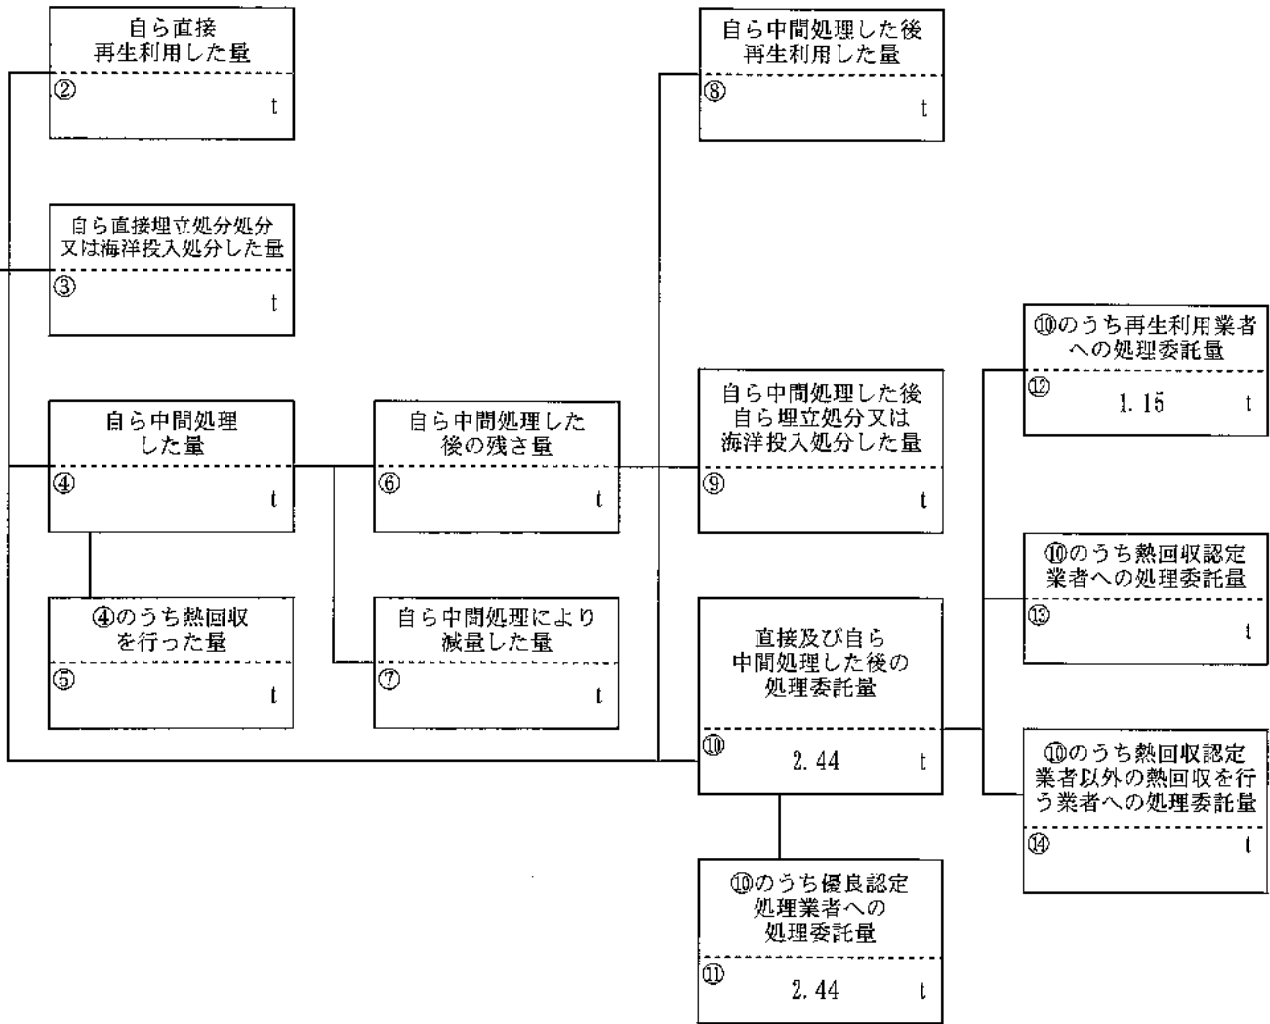 自ら直接
再生利用した量
②
t
自ら中間処理した後
再生利用した量
⑧
t
自ら直接埋立処分処分
又は海洋投入処分した量
③
t
⑩のうち再生利用業者
への処理委託量
⑫
1.15 t
自ら中間処理
した量
④
t
自ら中間処理した
後の残さ量
⑥
t
自ら中間処理した後
自ら埋立処分又は
海洋投入処分した量
⑨
t
⑩のうち熱回収認定
業者への処理委託量
⑬
t
④のうち熱回収
を行った量
⑤
t
自ら中間処理により
減量した量
⑦
t
直接及び自ら
中間処理した後の
処理委託量
⑩
2.44 t
⑩のうち熱回収認定
業者以外の熱回収を行
う業者への処理委託量
⑭
t
⑩のうち優良認定
処理業者への
処理委託量
⑪
2.44 t